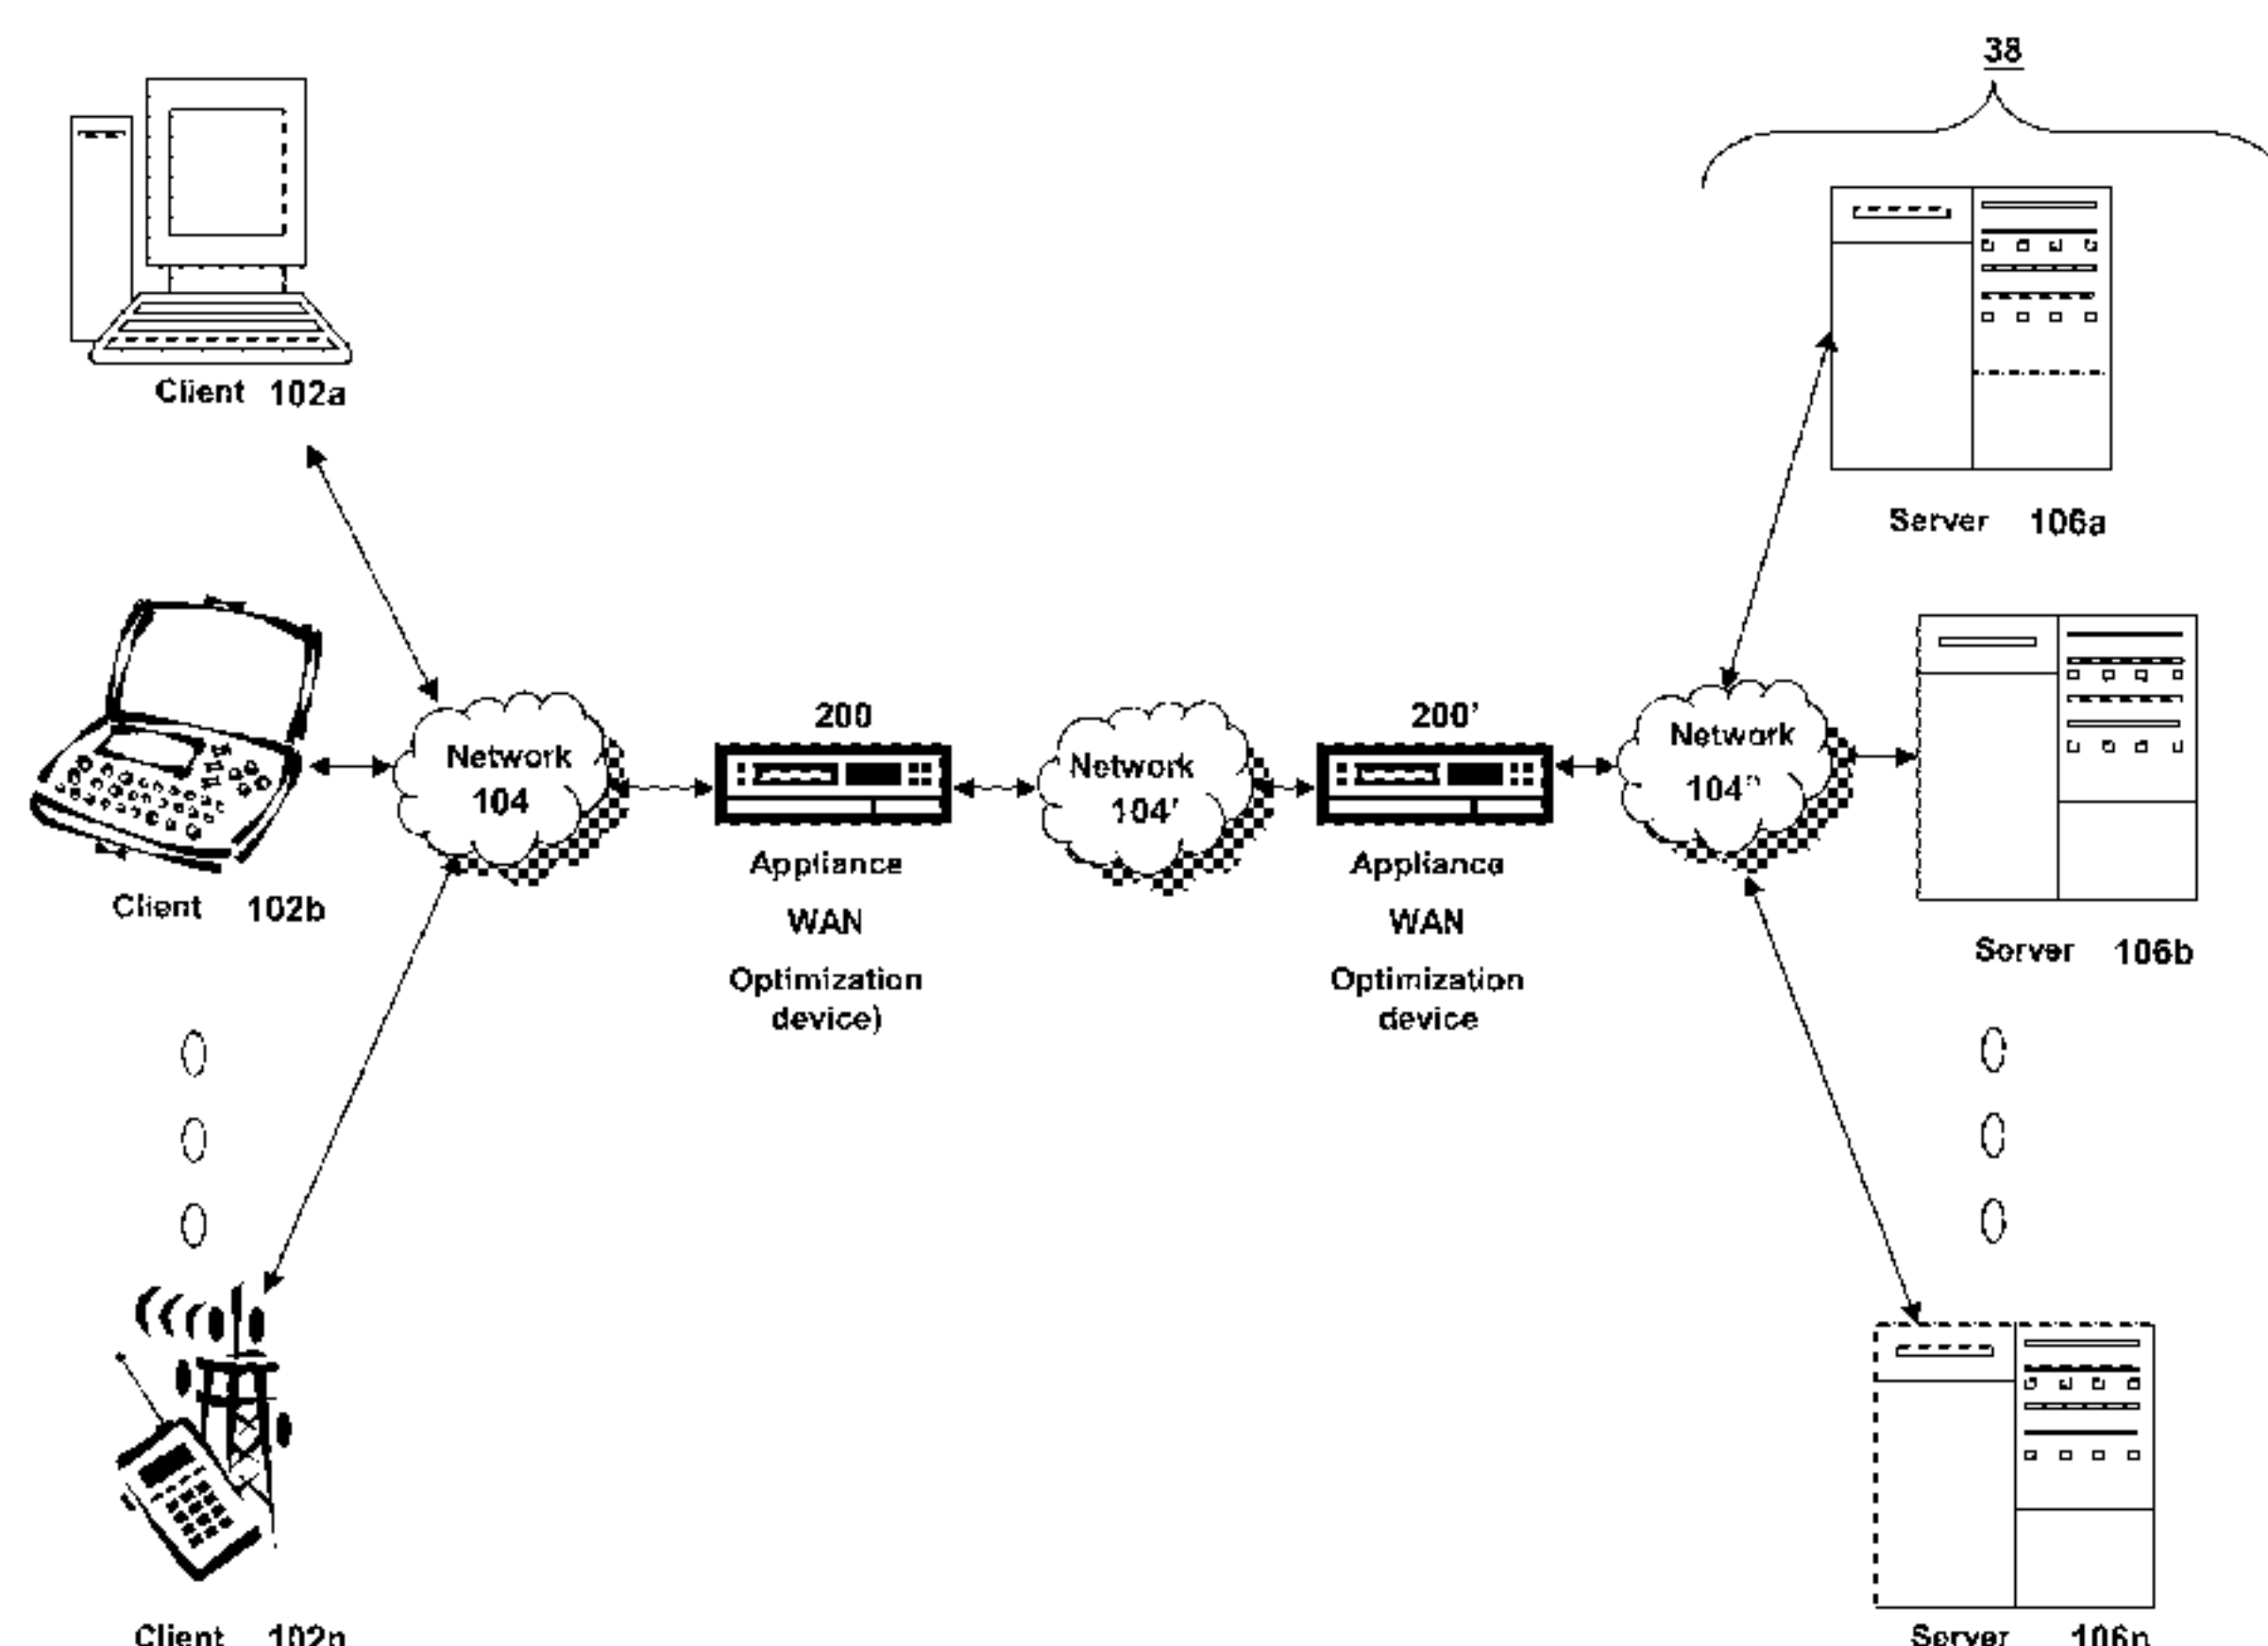 38
Client 102a
Server 106a
Network
104
200
Appliance
WAN
Optimization
device)
Network
104'
200'
Appliance
WAN
Optimization
device
Network
104"
Client 102b
Server 106b
Client 102n
Server 106n